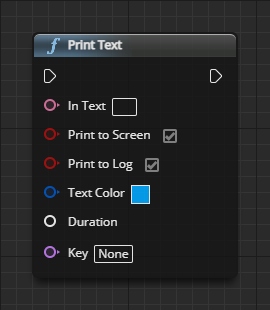 Print Text
In Text
Print to Screen
Print to Log
Text Color
Duration
Key None